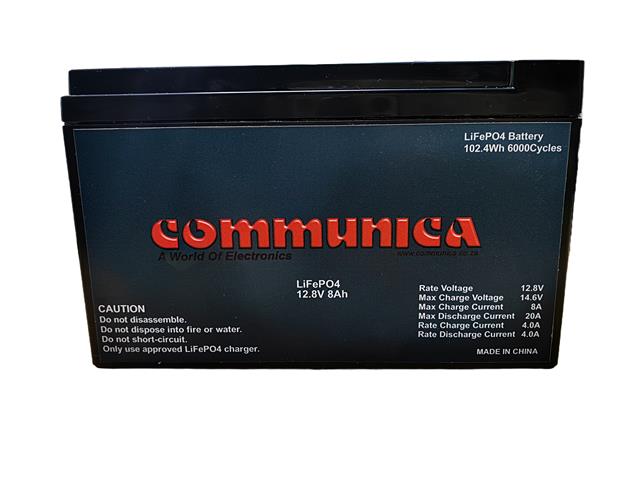 LiFePO4 Battery
102.4Wh 6000Cycles
COMMUNICA
A World Of Electronics
www.communica.co.za
LiFePO4
12.8V 8Ah
CAUTION
Do not disassemble.
Do not dispose into fire or water.
Do not short-circuit.
Only use approved LiFePO4 charger.
Rate Voltage 12.8V
Max Charge Voltage 14.6V
Max Charge Current 8A
Max Discharge Current 20A
Rate Charge Current 4.0A
Rate Discharge Current 4.0A
MADE IN CHINA